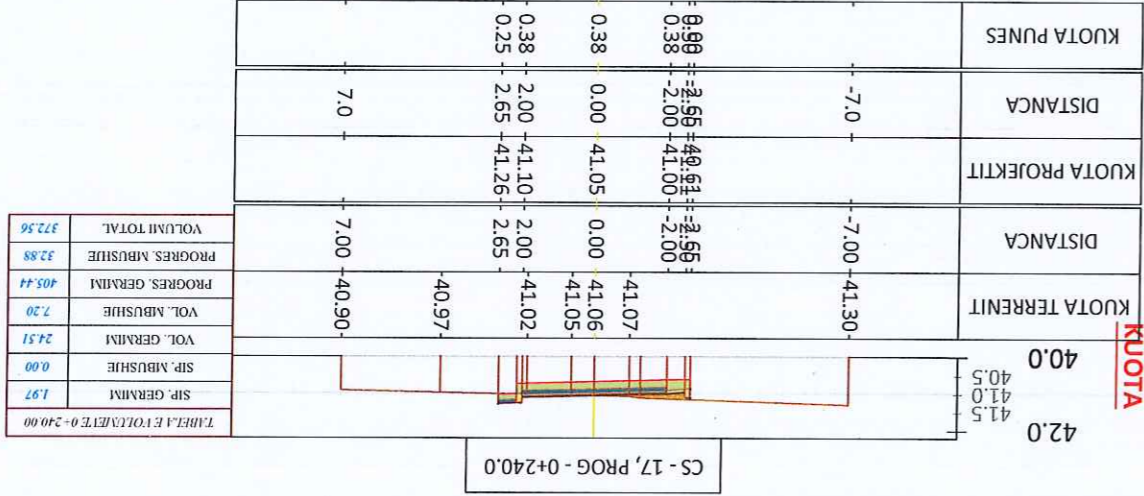 CS - 17, PROG - 0+240.0
KUOTA
42.0
41.5
41.0
40.5
40.0
KUOTA TERRENIT
41.30
41.07
41.06
41.05
41.02
40.97
40.90
DISTANCA
-7.00
-2.00
0.00
2.00
2.65
7.00
KUOTA PROJEKTIT
41.00
41.05
41.10
41.26
DISTANCA
-7.0
-2.00
0.00
2.00
2.65
7.0
KUOTA PUNES
0.38
0.38
0.38
0.25
TABELA E VOLUMEVE 0+240.00
SIP. GERMIM 1.97
SIP. MBUSHJE 0.00
VOL. GERMIM 24.51
VOL. MBUSHJE 7.20
PROGRES. GERMIM 405.44
PROGRES. MBUSHJE 32.88
VOLUMI TOTAL 372.56